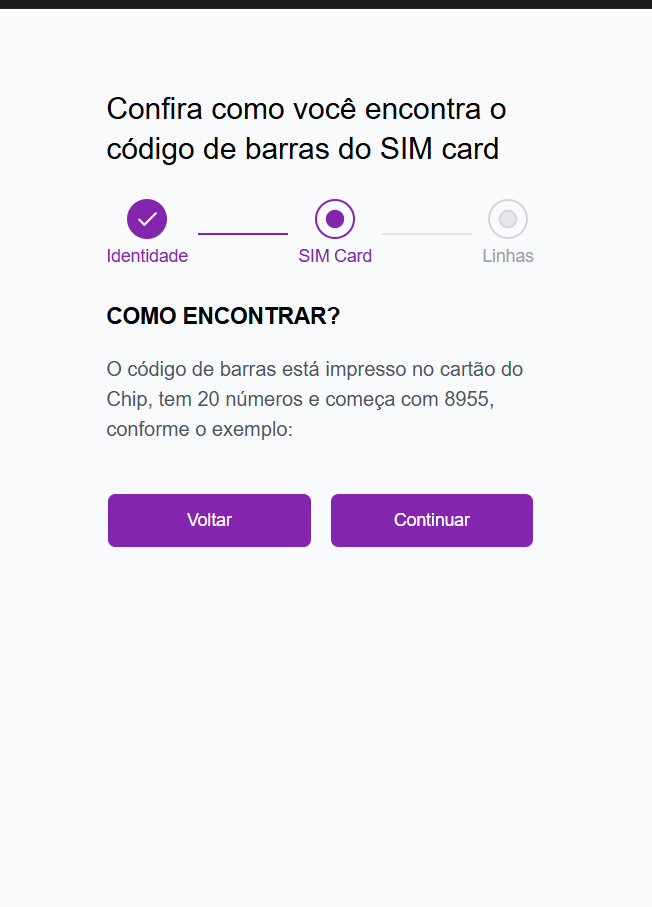 Confira como você encontra o
código de barras do SIM card
Identidade
SIM Card
Linhas
COMO ENCONTRAR?
O código de barras está impresso no cartão do
Chip, tem 20 números e começa com 8955,
conforme o exemplo:
Voltar
Continuar